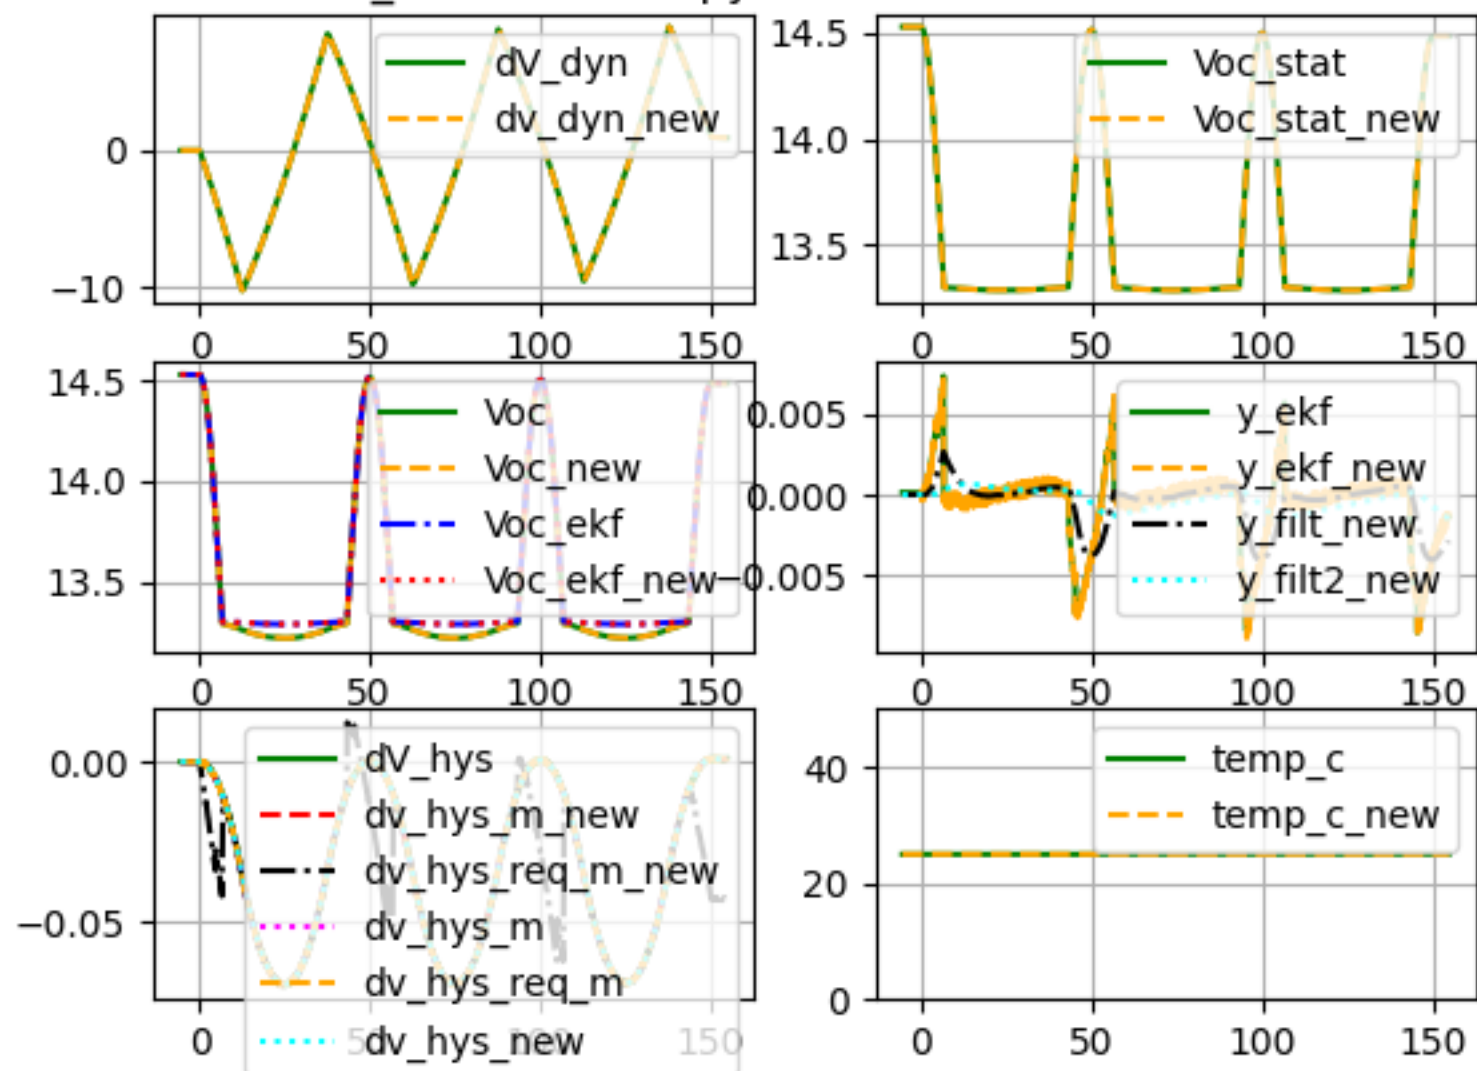 dV_dyn
dv_dyn_new
0
−10
0 50 100 150
14.5
14.0
13.5
Voc_stat
Voc_stat_new
0 50 100 150
14.5
14.0
13.5
Voc
Voc_new
Voc_ekf
Voc_ekf_new
0 50 100 150
0.005
0.000
−0.005
y_ekf
y_ekf_new
y_filt_new
y_filt2_new
0 50 100 150
0.00
−0.05
dV_hys
dv_hys_m_new
dv_hys_req_m_new
dv_hys_m
dv_hys_req_m
dv_hys_new
0 50 100 150
40
20
0
temp_c
temp_c_new
0 50 100 150